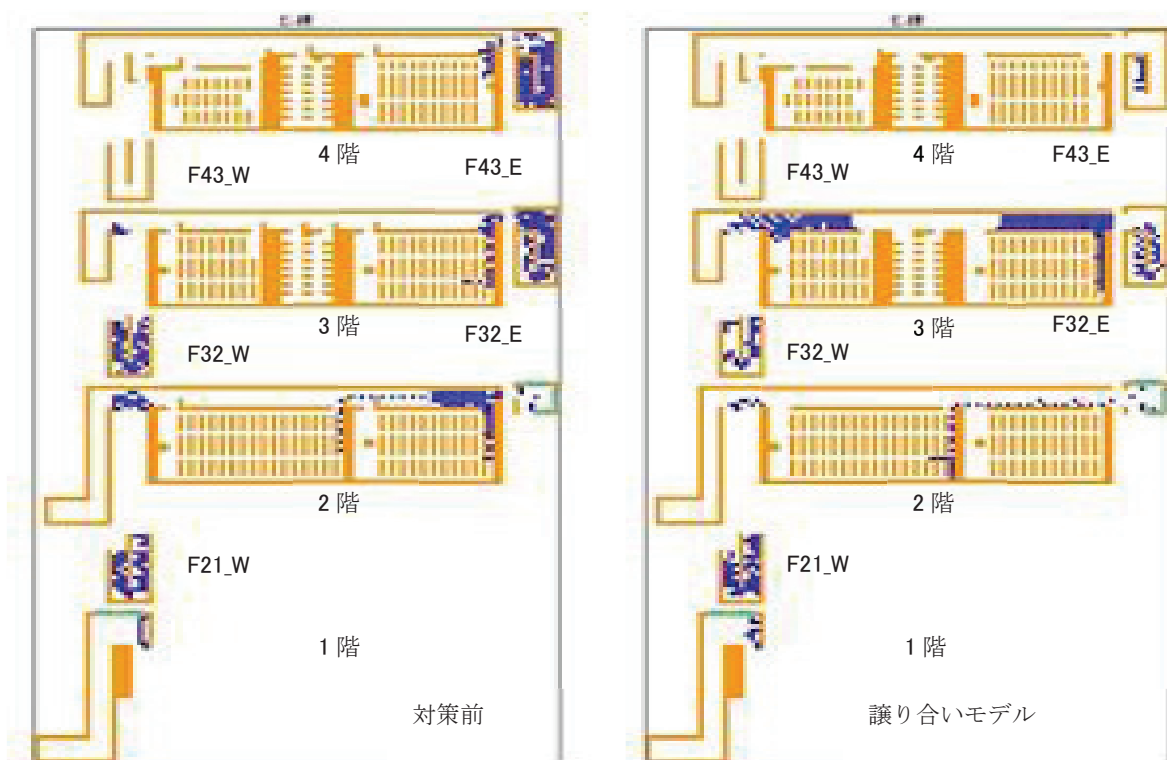 4 階
F43_W
F43_E
3 階
F32_W
F32_E
2 階
F21_W
1 階
対策前
4 階
F43_W
F43_E
3 階
F32_W
F32_E
2 階
F21_W
1 階
譲り合いモデル